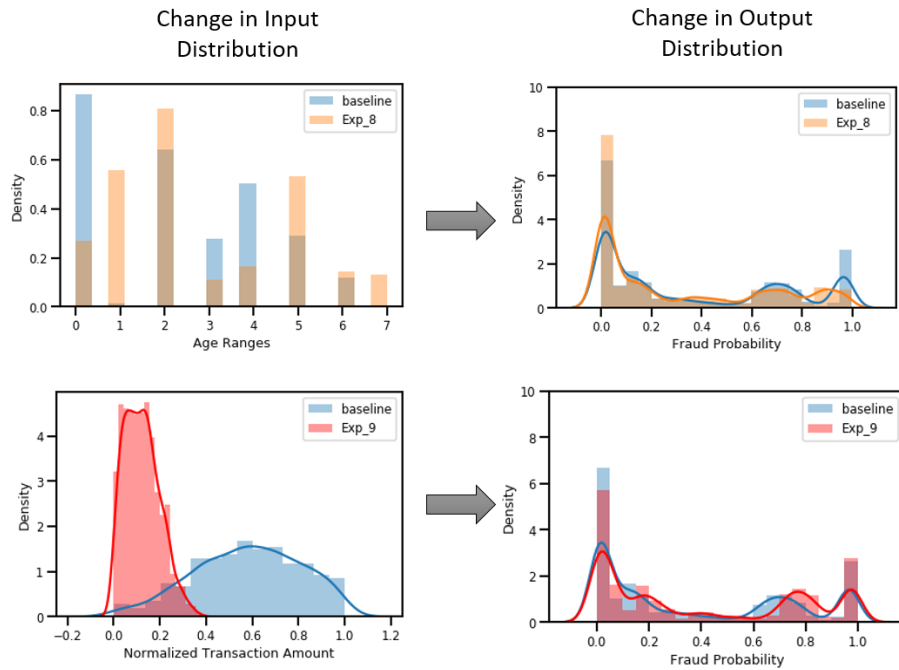 Change in Input
Distribution
Change in Output
Distribution
baseline
Exp_8
Density
0.8
0.6
0.4
0.2
0.0
0 1 2 3 4 5 6 7
Age Ranges
baseline
Exp_8
Density
10
8
6
4
2
0
0.0 0.2 0.4 0.6 0.8 1.0
Fraud Probability
baseline
Exp_9
Density
4
3
2
1
0
-0.2 0.0 0.2 0.4 0.6 0.8 1.0 1.2
Normalized Transaction Amount
baseline
Exp_9
Density
10
8
6
4
2
0
0.0 0.2 0.4 0.6 0.8 1.0
Fraud Probability